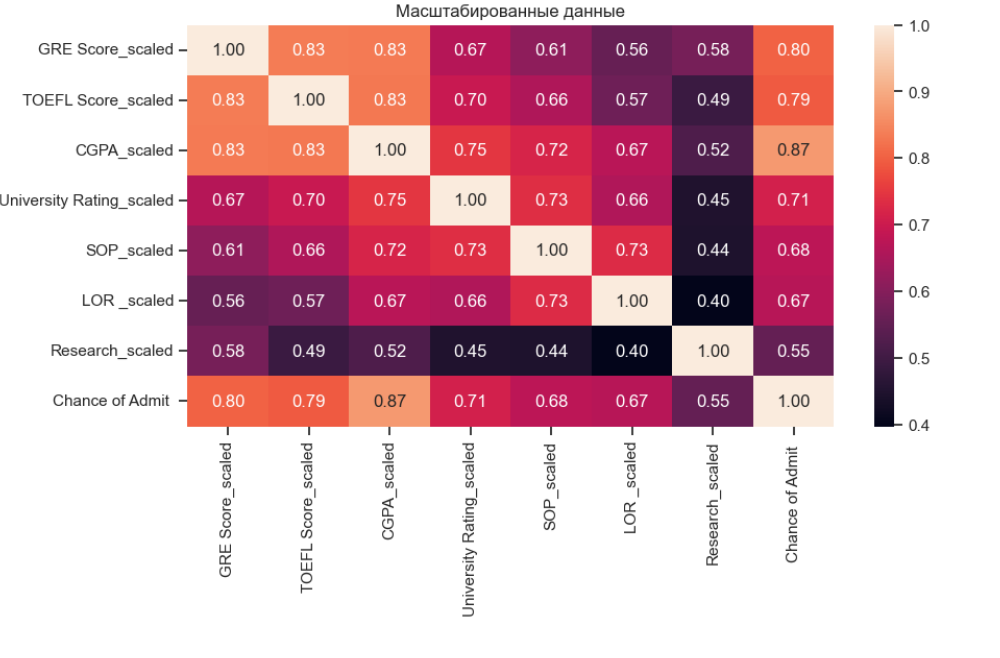 Масштабированные данные
GRE Score_scaled 1.00 0.83 0.83 0.67 0.61 0.56 0.58 0.80
TOEFL Score_scaled 0.83 1.00 0.83 0.70 0.66 0.57 0.49 0.79
CGPA_scaled 0.83 0.83 1.00 0.75 0.72 0.67 0.52 0.87
University Rating_scaled 0.67 0.70 0.75 1.00 0.73 0.66 0.45 0.71
SOP_scaled 0.61 0.66 0.72 0.73 1.00 0.73 0.44 0.68
LOR _scaled 0.56 0.57 0.67 0.66 0.73 1.00 0.40 0.67
Research_scaled 0.58 0.49 0.52 0.45 0.44 0.40 1.00 0.55
Chance of Admit 0.80 0.79 0.87 0.71 0.68 0.67 0.55 1.00
GRE Score_scaled
TOEFL Score_scaled
CGPA_scaled
University Rating_scaled
SOP_scaled
LOR _scaled
Research_scaled
Chance of Admit
1.0
0.9
0.8
0.7
0.6
0.5
0.4